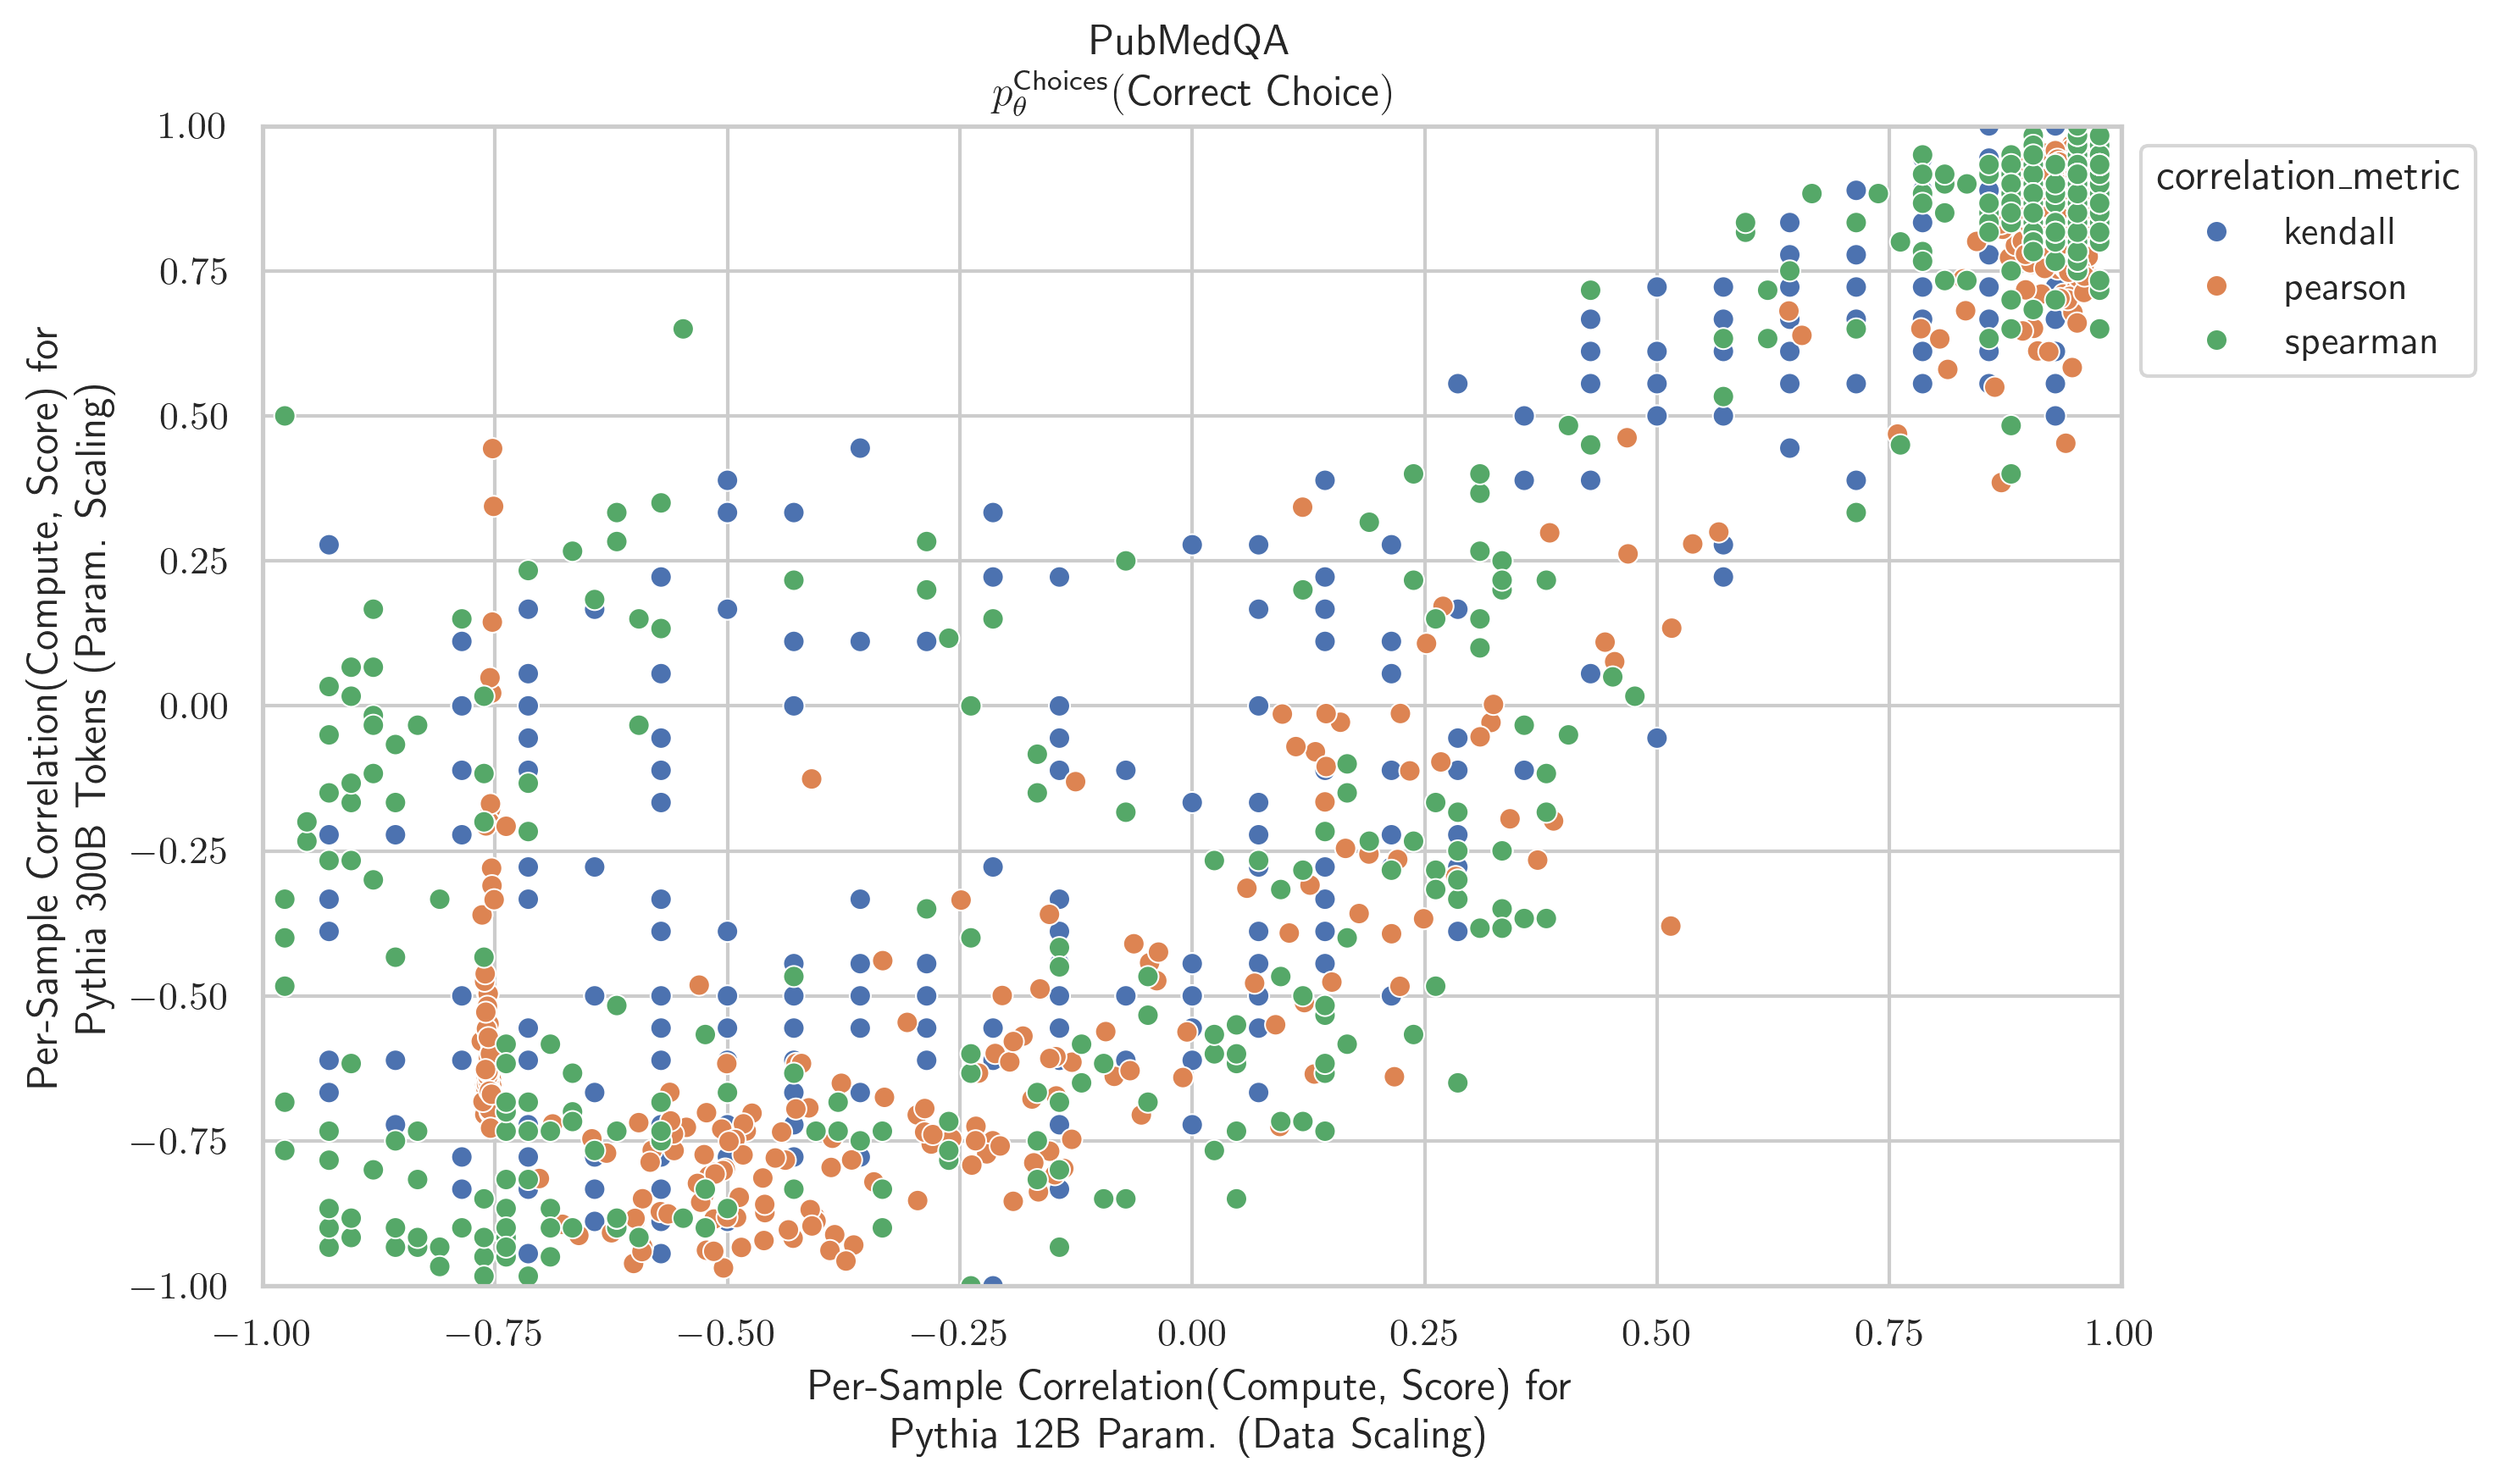 PubMedQA
p_θ^Choices(Correct Choice)
Per-Sample Correlation(Compute, Score) for
Pythia 300B Tokens (Param. Scaling)
1.00
0.75
0.50
0.25
0.00
−0.25
−0.50
−0.75
−1.00
−1.00 −0.75 −0.50 −0.25 0.00 0.25 0.50 0.75 1.00
Per-Sample Correlation(Compute, Score) for
Pythia 12B Param. (Data Scaling)
correlation_metric
kendall
pearson
spearman